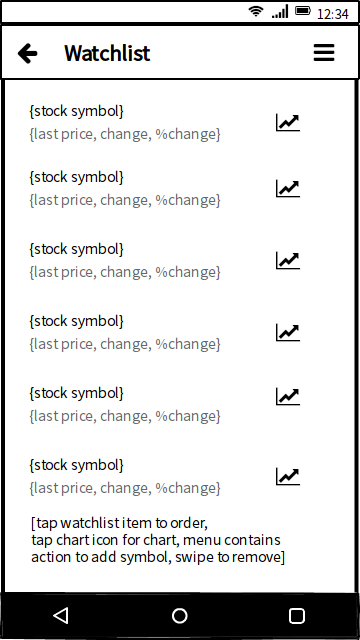 12:34
Watchlist
{stock symbol}
{last price, change, %change}
{stock symbol}
{last price, change, %change}
{stock symbol}
{last price, change, %change}
{stock symbol}
{last price, change, %change}
{stock symbol}
{last price, change, %change}
{stock symbol}
{last price, change, %change}
[tap watchlist item to order,
tap chart icon for chart, menu contains
action to add symbol, swipe to remove]